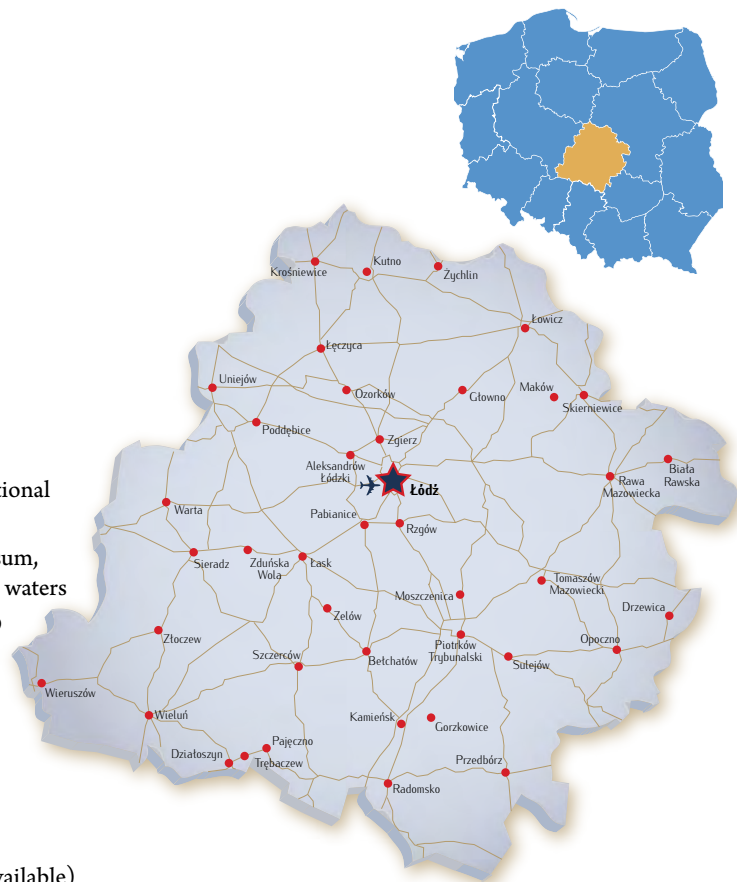 Krośniewice
Kutno
Żychlin
Łowicz
Łęczyca
Uniejów
Ozorków
Głowno
Maków
Skierniewice
Poddębice
Zgierz
Aleksandrów
Łódzki
Łódź
Rawa
Mazowiecka
Biała
Rawska
tional
Warta
Pabianice
Rzgów
sum,
waters
Sieradz
Zduńska
Wola
Łask
Zelów
Moszczenica
Tomaszów
Mazowiecki
Drzewica
Złoczew
Szczerców
Bełchatów
Piotrków
Trybunalski
Sulejów
Opoczno
Wieruszów
Wieluń
Kamieńsk
Gorzkowice
Działoszyn
Pajęczno
Trębaczew
Przedbórz
Radomsko
vailable)